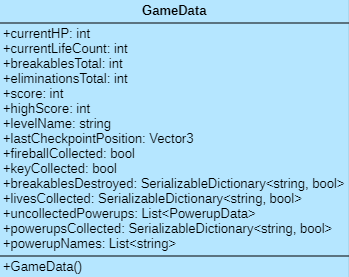 GameData
+currentHP: int
+currentLifeCount: int
+breakablesTotal: int
+eliminationsTotal: int
+score: int
+highScore: int
+levelName: string
+lastCheckpointPosition: Vector3
+fireballCollected: bool
+keyCollected: bool
+breakablesDestroyed: SerializableDictionary<string, bool>
+livesCollected: SerializableDictionary<string, bool>
+uncollectedPowerups: List<PowerupData>
+powerupsCollected: SerializableDictionary<string, bool>
+powerupNames: List<string>
+GameData()